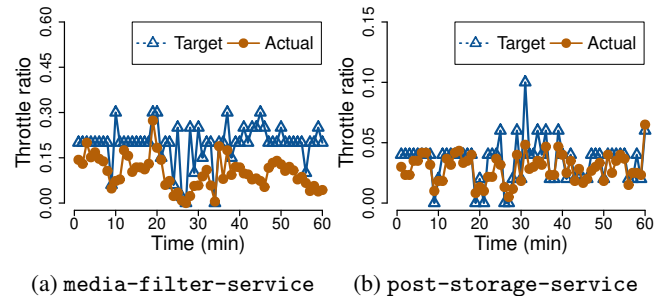 Target Actual
Throttle ratio
0.60
0.45
0.30
0.15
0.00
0 10 20 30 40 50 60
Time (min)
(a) media-filter-service
Target Actual
Throttle ratio
0.15
0.10
0.05
0.00
0 10 20 30 40 50 60
Time (min)
(b) post-storage-service